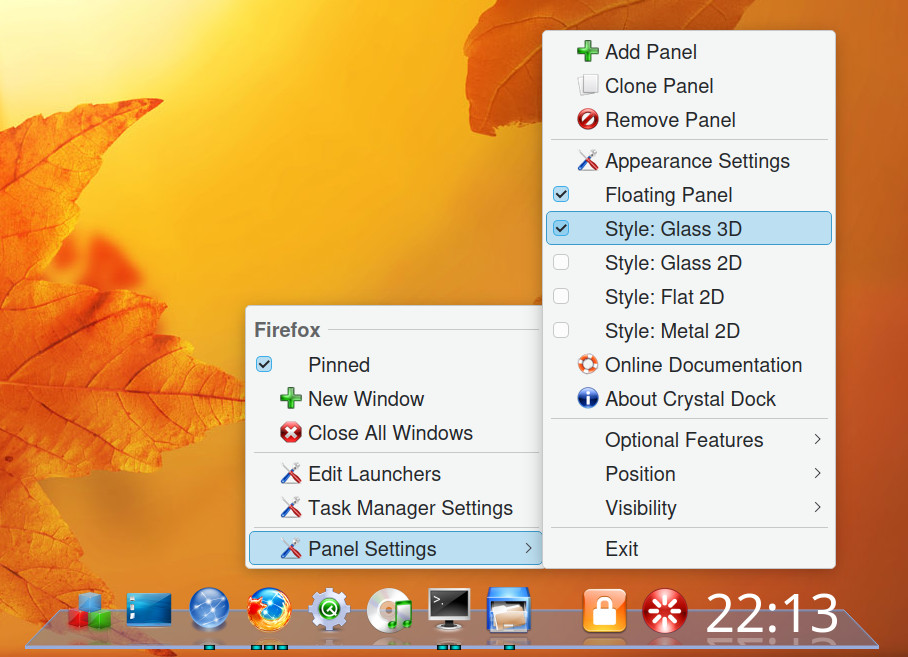 Add Panel
Clone Panel
Remove Panel
Appearance Settings
Floating Panel
Style: Glass 3D
Style: Glass 2D
Style: Flat 2D
Style: Metal 2D
Online Documentation
About Crystal Dock
Optional Features
Position
Visibility
Exit
Firefox
Pinned
New Window
Close All Windows
Edit Launchers
Task Manager Settings
Panel Settings
>_
22:13